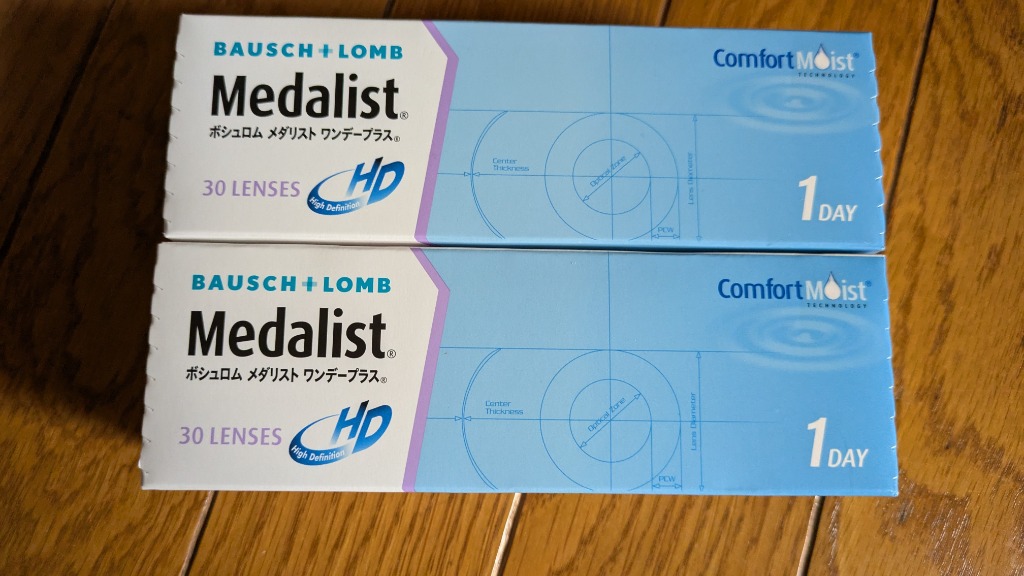 BAUSCH + LOMB
Medalist®
ボシュロム メダリスト ワンデープラス®
30 LENSES
HD
High Definition
Center
Thickness
Optical Zone
Lens Diameter
PCW
ComfortMoist®
TECHNOLOGY
1 DAY
BAUSCH + LOMB
Medalist®
ボシュロム メダリスト ワンデープラス®
30 LENSES
HD
High Definition
Center
Thickness
Optical Zone
Lens Diameter
PCW
ComfortMoist®
TECHNOLOGY
1 DAY